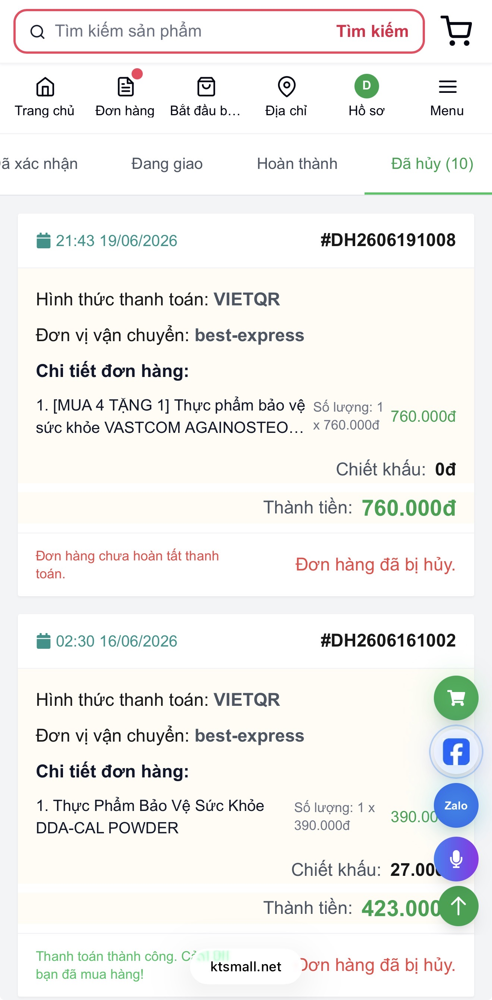 Tìm kiếm sản phẩm
Tìm kiếm
Trang chủ
Đơn hàng
Bắt đầu b...
Địa chỉ
D
Hồ sơ
Menu
ã xác nhận
Đang giao
Hoàn thành
Đã hủy (10)
21:43 19/06/2026
#DH2606191008
Hình thức thanh toán: VIETQR
Đơn vị vận chuyển: best-express
Chi tiết đơn hàng:
1. [MUA 4 TẶNG 1] Thực phẩm bảo vệ
sức khỏe VASTCOM AGAINOSTEO...
Số lượng: 1
x 760.000đ
760.000đ
Chiết khấu: 0đ
Thành tiền: 760.000đ
Đơn hàng chưa hoàn tất thanh
toán.
Đơn hàng đã bị hủy.
02:30 16/06/2026
#DH2606161002
Hình thức thanh toán: VIETQR
Đơn vị vận chuyển: best-express
Chi tiết đơn hàng:
1. Thực Phẩm Bảo Vệ Sức Khỏe
DDA-CAL POWDER
Số lượng: 1 x
390.000đ
390.00
Zalo
Chiết khấu: 27.00
Thành tiền: 423.000
Thanh toán thành công.
bạn đã mua hàng!
ktsmall.net
Đơn hàng đã bị hủy.